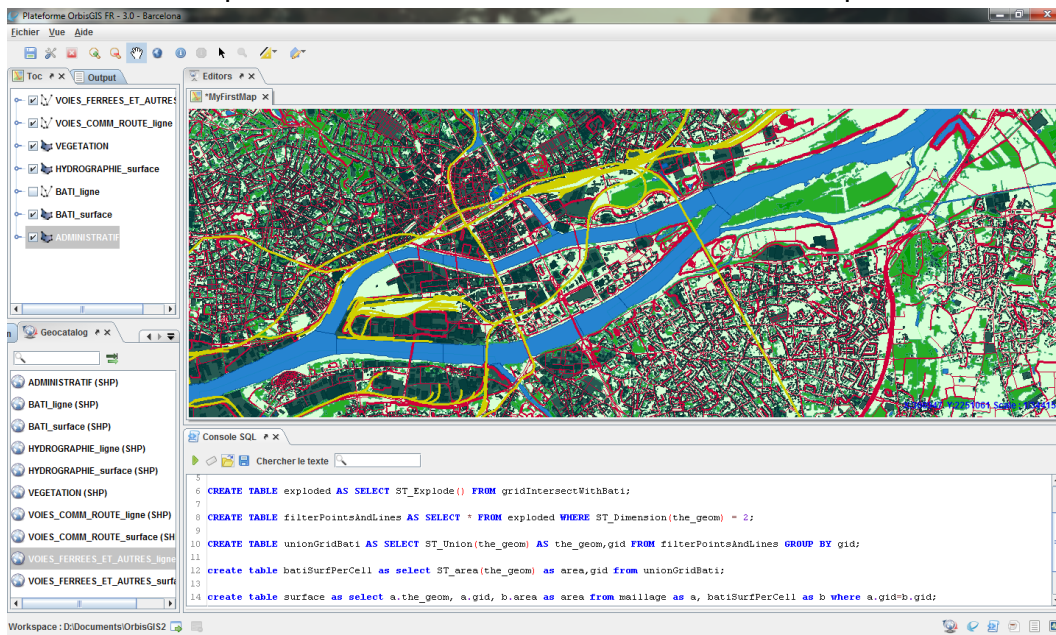 Plateforme OrbisGIS FR - 3.0 - Barcelona
Fichier Vue Aide
Toc
Output
VOIES_FERREES_ET_AUTRES
VOIES_COMM_ROUTE_ligne
VEGETATION
HYDROGRAPHIE_surface
BATI_ligne
BATI_surface
ADMINISTRATIF
Editors
*MyFirstMap
Geocatalog
ADMINISTRATIF (SHP)
BATI_ligne (SHP)
BATI_surface (SHP)
HYDROGRAPHIE_ligne (SHP)
HYDROGRAPHIE_surface (SHP)
VEGETATION (SHP)
VOIES_COMM_ROUTE_ligne (SHP)
VOIES_COMM_ROUTE_surface (SH
VOIES_FERREES_ET_AUTRES_ligne
VOIES_FERREES_ET_AUTRES_surfa
Console SQL
Chercher le texte
5
6 CREATE TABLE exploded AS SELECT ST_Explode() FROM gridIntersectWithBati;
7
8 CREATE TABLE filterPointsAndLines AS SELECT * FROM exploded WHERE ST_Dimension(the_geom) = 2;
9
10 CREATE TABLE unionGridBati AS SELECT ST_Union(the_geom) AS the_geom,gid FROM filterPointsAndLines GROUP BY gid;
11
12 create table batiSurfPerCell as select ST_area(the_geom) as area,gid from unionGridBati;
13
14 create table surface as select a.the_geom, a.gid, b.area as area from maillage as a, batiSurfPerCell as b where a.gid=b.gid;
Workspace : D:\Documents\OrbisGIS2